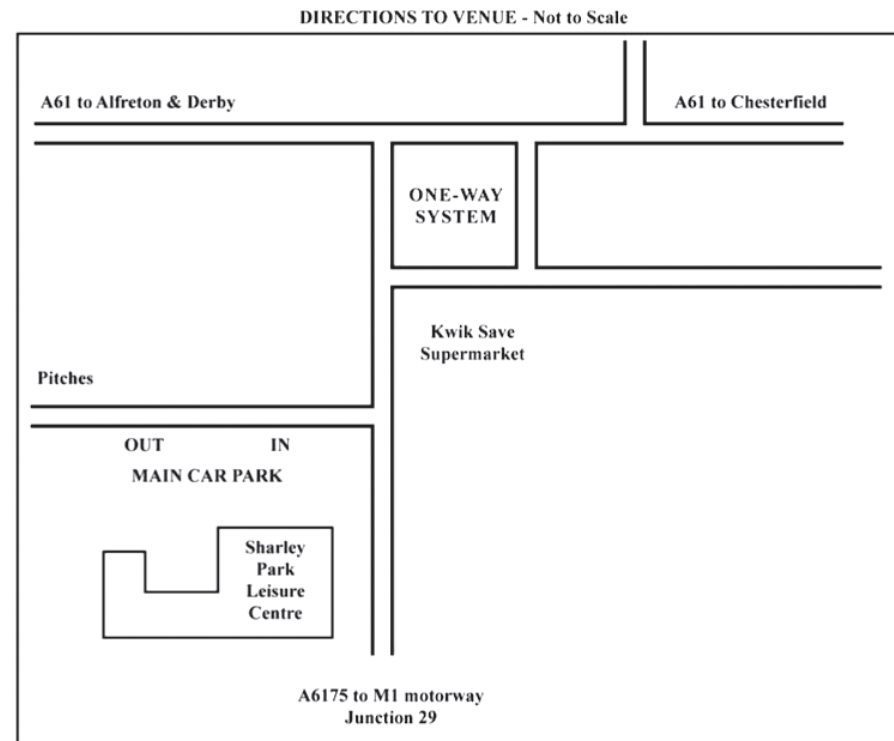 DIRECTIONS TO VENUE - Not to Scale
A61 to Alfreton & Derby
A61 to Chesterfield
ONE-WAY
SYSTEM
Kwik Save
Supermarket
Pitches
OUT
IN
MAIN CAR PARK
Sharley
Park
Leisure
Centre
A6175 to M1 motorway
Junction 29